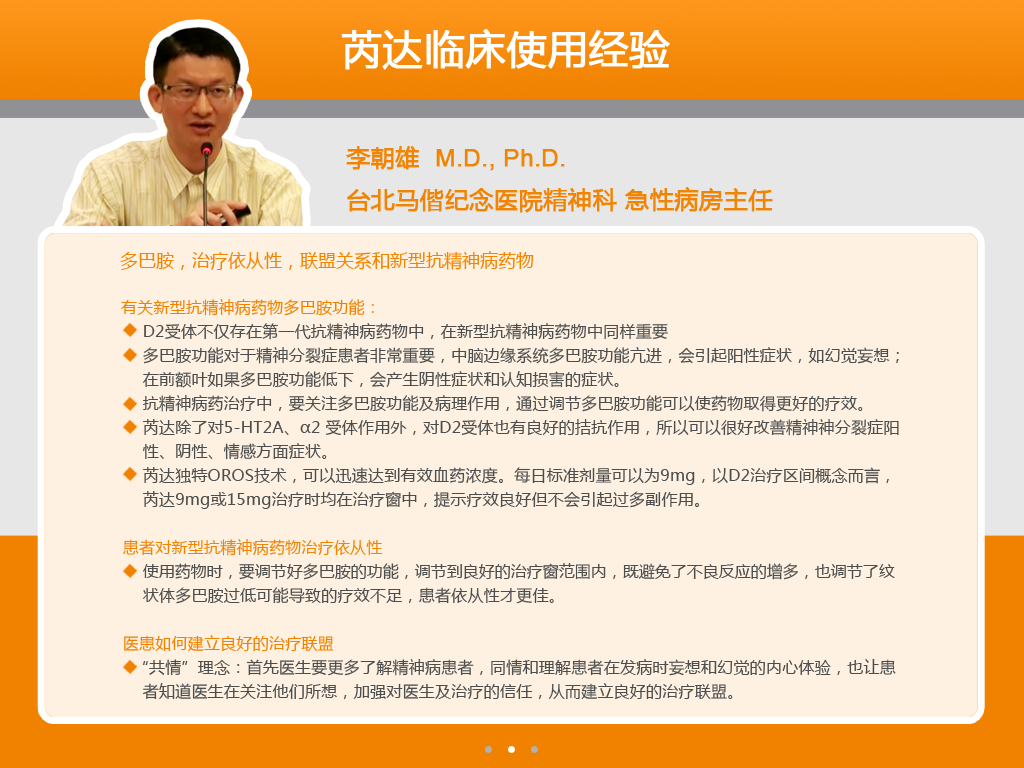 芮达临床使用经验
李朝雄 M.D., Ph.D.
台北马偕纪念医院精神科 急性病房主任
多巴胺，治疗依从性，联盟关系和新型抗精神病药物
有关新型抗精神病药物多巴胺功能：
D2受体不仅存在第一代抗精神病药物中，在新型抗精神病药物中同样重要
多巴胺功能对于精神分裂症患者非常重要，中脑边缘系统多巴胺功能亢进，会引起阳性症状，如幻觉妄想；
在前额叶如果多巴胺功能低下，会产生阴性症状和认知损害的症状。
抗精神病药治疗中，要关注多巴胺功能及病理作用，通过调节多巴胺功能可以使药物取得更好的疗效。
芮达除了对5-HT2A、α2 受体作用外，对D2受体也有良好的拮抗作用，所以可以很好改善精神神分裂症阳
性、阴性、情感方面症状。
芮达独特OROS技术，可以迅速达到有效血药浓度。每日标准剂量可以为9mg，以D2治疗区间概念而言，
芮达9mg或15mg治疗时均在治疗窗中，提示疗效良好但不会引起过多副作用。
患者对新型抗精神病药物治疗依从性
使用药物时，要调节好多巴胺的功能，调节到良好的治疗窗范围内，既避免了不良反应的增多，也调节了纹
状体多巴胺过低可能导致的疗效不足，患者依从性才更佳。
医患如何建立良好的治疗联盟
“共情”理念：首先医生要更多了解精神病患者，同情和理解患者在发病时妄想和幻觉的内心体验，也让患
者知道医生在关注他们所想，加强对医生及治疗的信任，从而建立良好的治疗联盟。